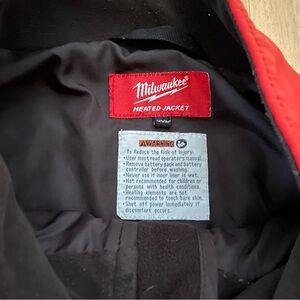 Milwaukee
HEATED JACKET
WARNING
To Reduce the Risk of Injury:
•User must read operators manual.
•Remove battery pack and battery
controller before washing.
•Never use if inner liner is wet.
•Not recommended for children or
persons with health conditions.
•Heating elements are not
recommended to touch bare skin.
•Shut off power immediately if
discomfort occurs.